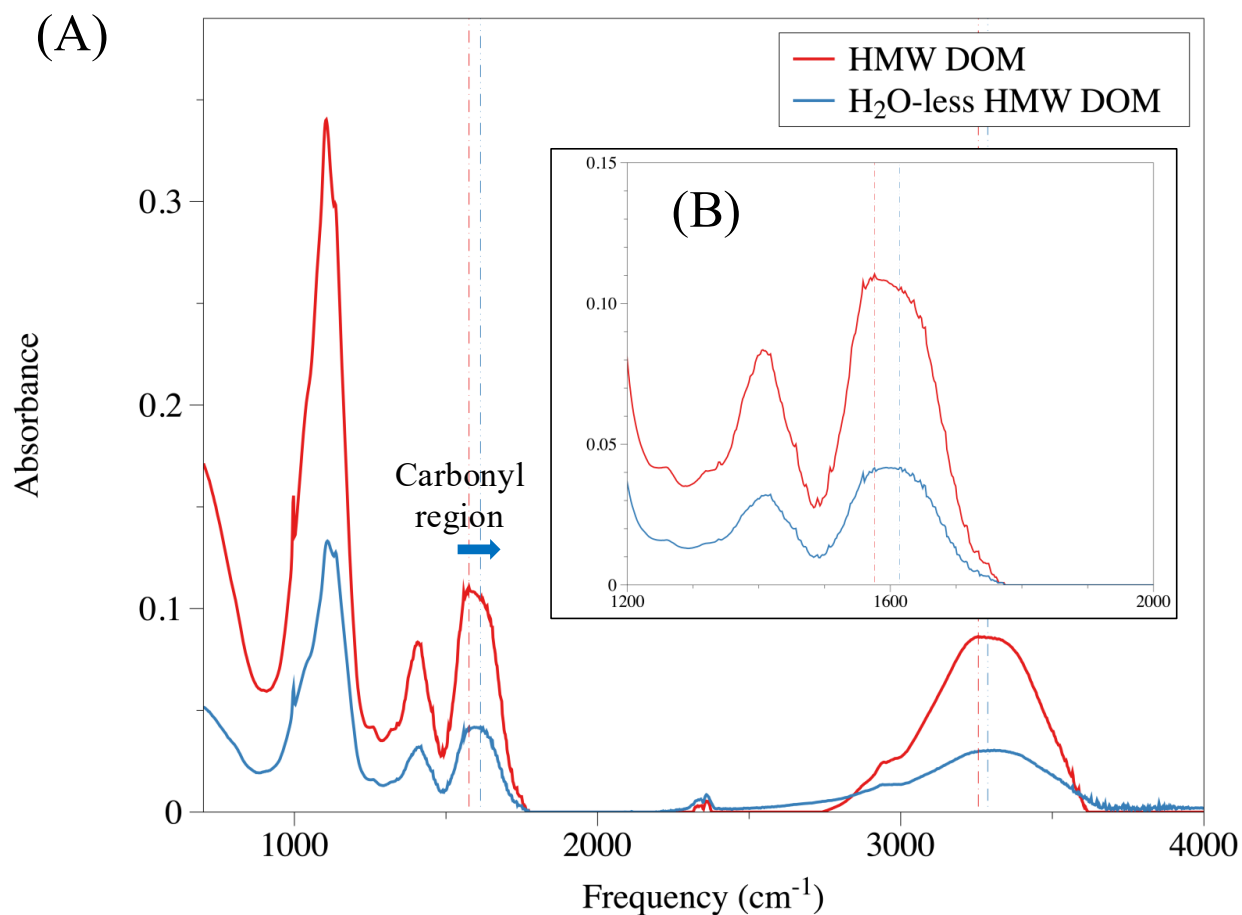 (A)
HMW DOM
H₂O-less HMW DOM
0.15
(B)
0.10
0.05
0
1200
1600
2000
0.3
0.2
0.1
0
Absorbance
Carbonyl
region
1000
2000
3000
4000
Frequency (cm⁻¹)